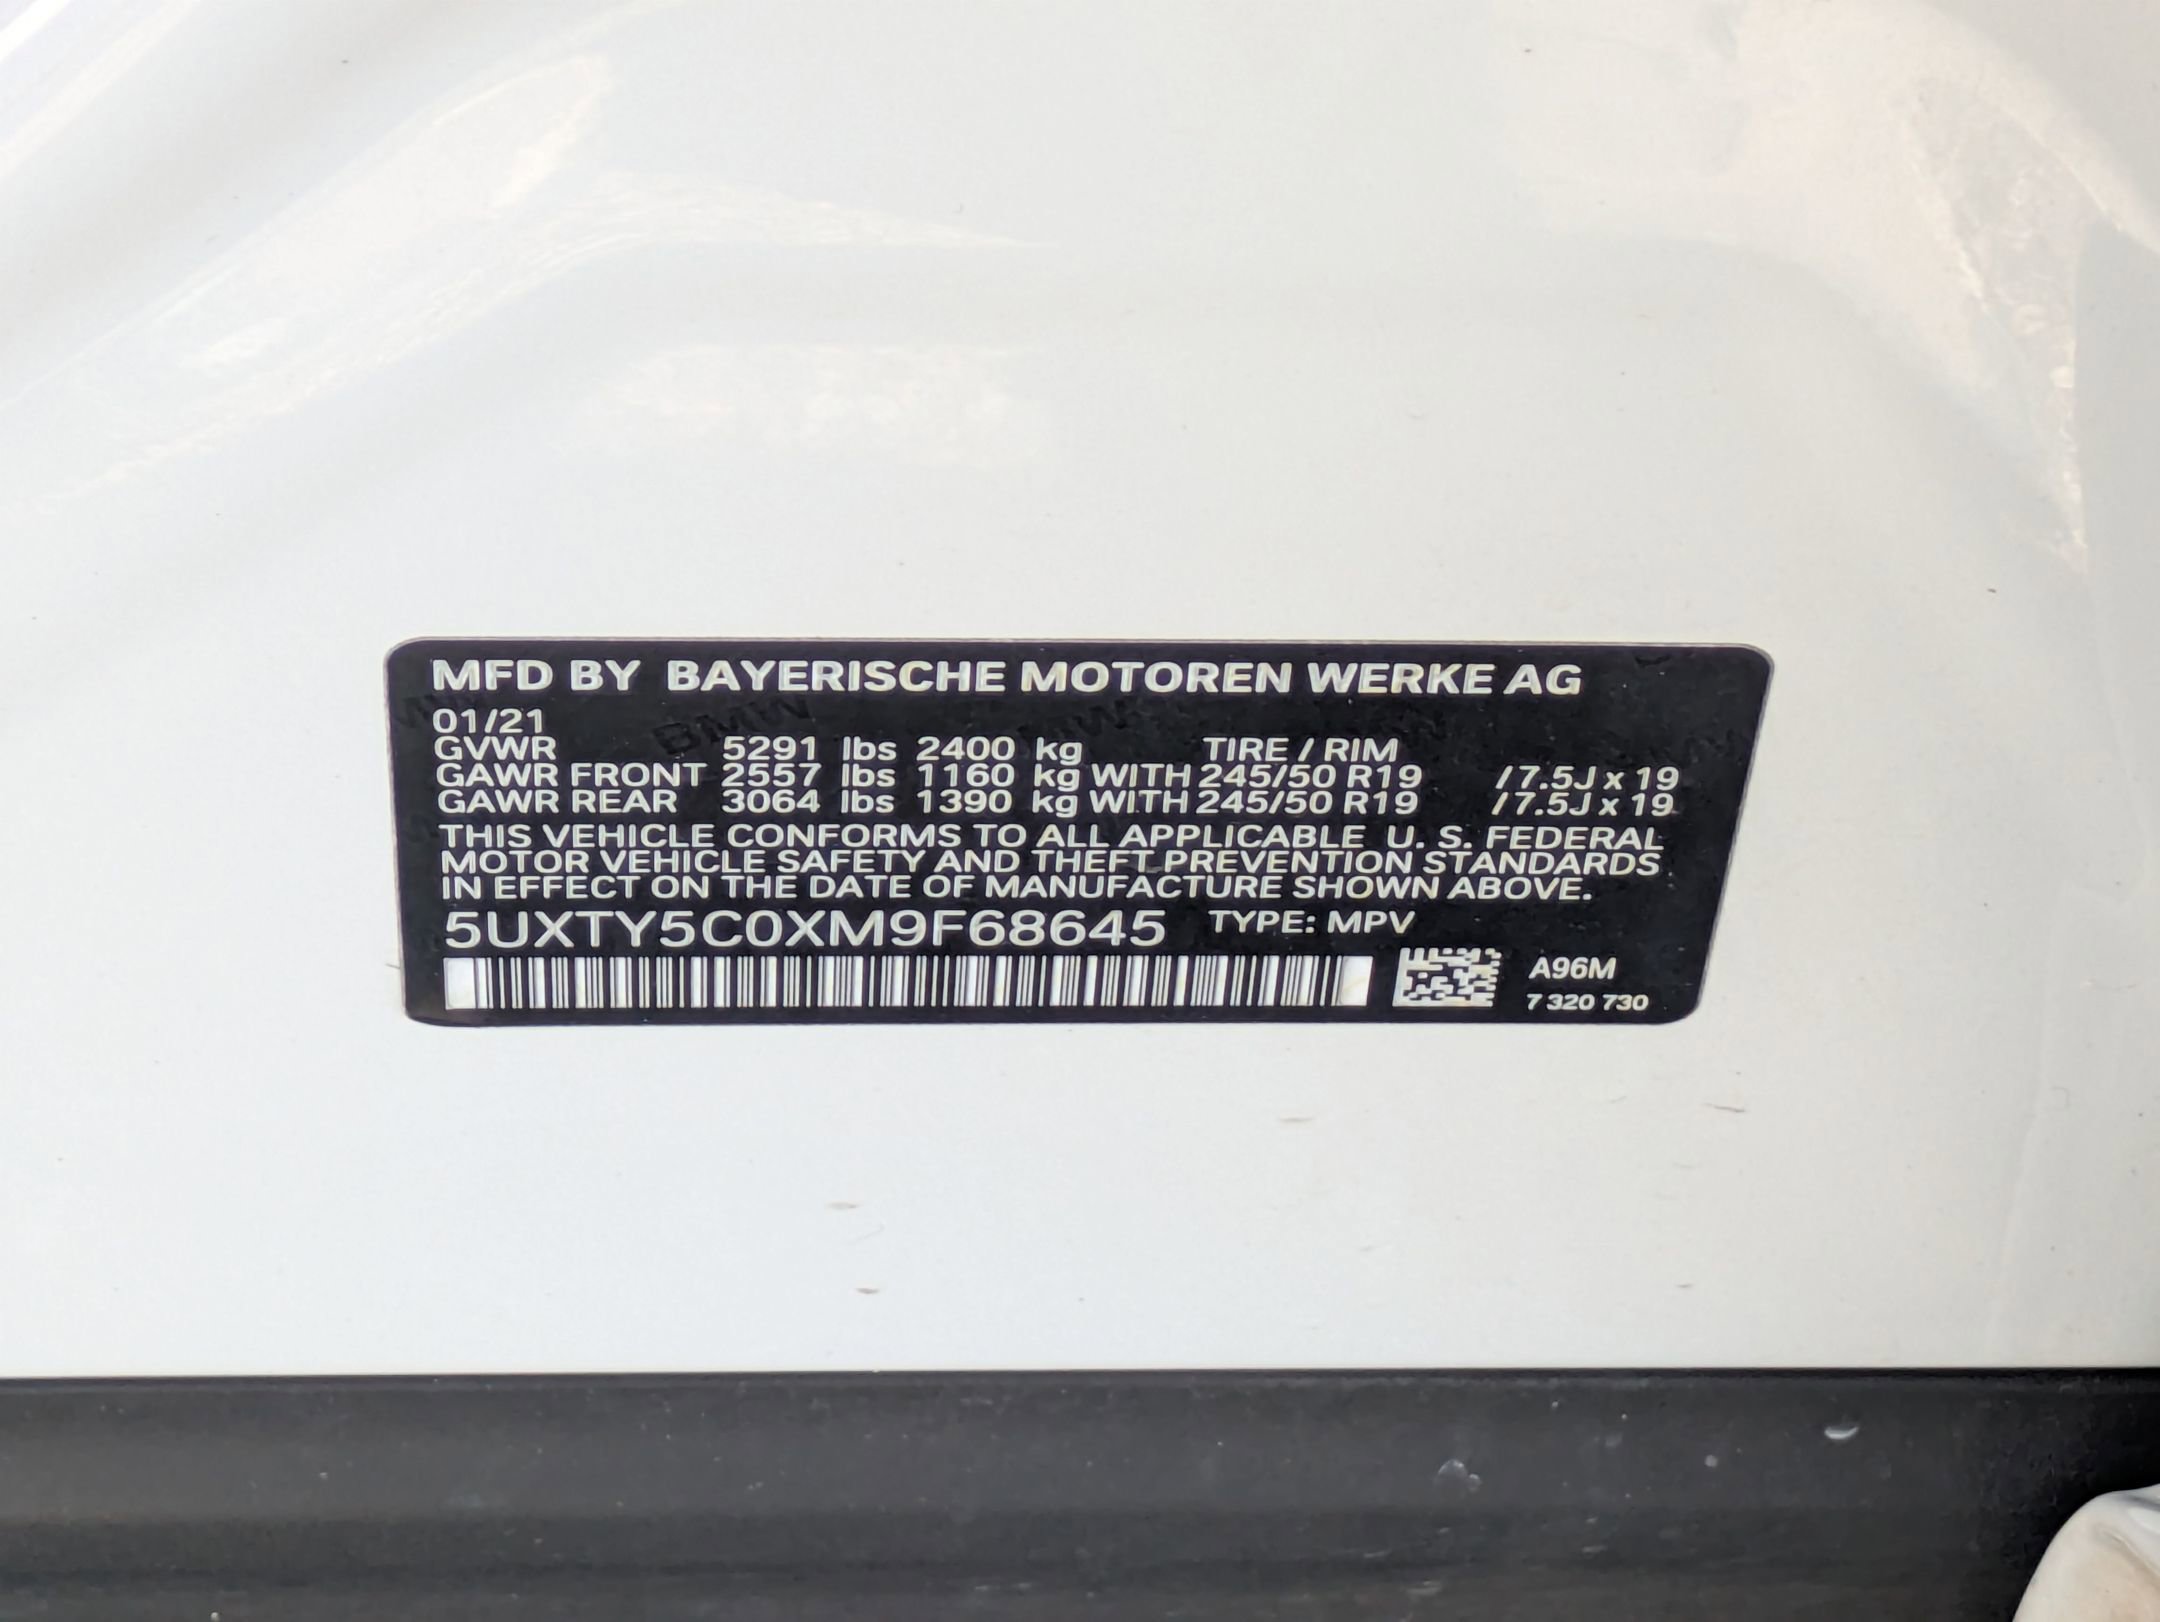 MFD BY BAYERISCHE MOTOREN WERKE AG
01/21
GVWR 5291 lbs 2400 kg TIRE / RIM
GAWR FRONT 2557 lbs 1160 kg WITH 245/50 R19 /7.5J x 19
GAWR REAR 3064 lbs 1390 kg WITH 245/50 R19 /7.5J x 19
THIS VEHICLE CONFORMS TO ALL APPLICABLE U. S. FEDERAL
MOTOR VEHICLE SAFETY AND THEFT PREVENTION STANDARDS
IN EFFECT ON THE DATE OF MANUFACTURE SHOWN ABOVE.
5UXTY5C0XM9F68645 TYPE: MPV
A96M
7 320 730